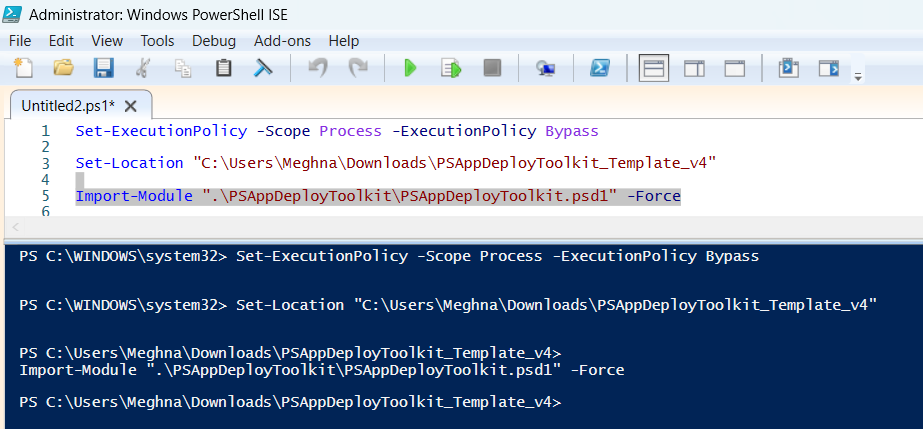 Administrator: Windows PowerShell ISE
File Edit View Tools Debug Add-ons Help
Untitled2.ps1* X
1 Set-ExecutionPolicy -Scope Process -ExecutionPolicy Bypass
2
3 Set-Location "C:\Users\Meghna\Downloads\PSAppDeployToolkit_Template_v4"
4
5 Import-Module ".\PSAppDeployToolkit\PSAppDeployToolkit.psd1" -Force
6
PS C:\WINDOWS\system32> Set-ExecutionPolicy -Scope Process -ExecutionPolicy Bypass
PS C:\WINDOWS\system32> Set-Location "C:\Users\Meghna\Downloads\PSAppDeployToolkit_Template_v4"
PS C:\Users\Meghna\Downloads\PSAppDeployToolkit_Template_v4>
Import-Module ".\PSAppDeployToolkit\PSAppDeployToolkit.psd1" -Force
PS C:\Users\Meghna\Downloads\PSAppDeployToolkit_Template_v4>